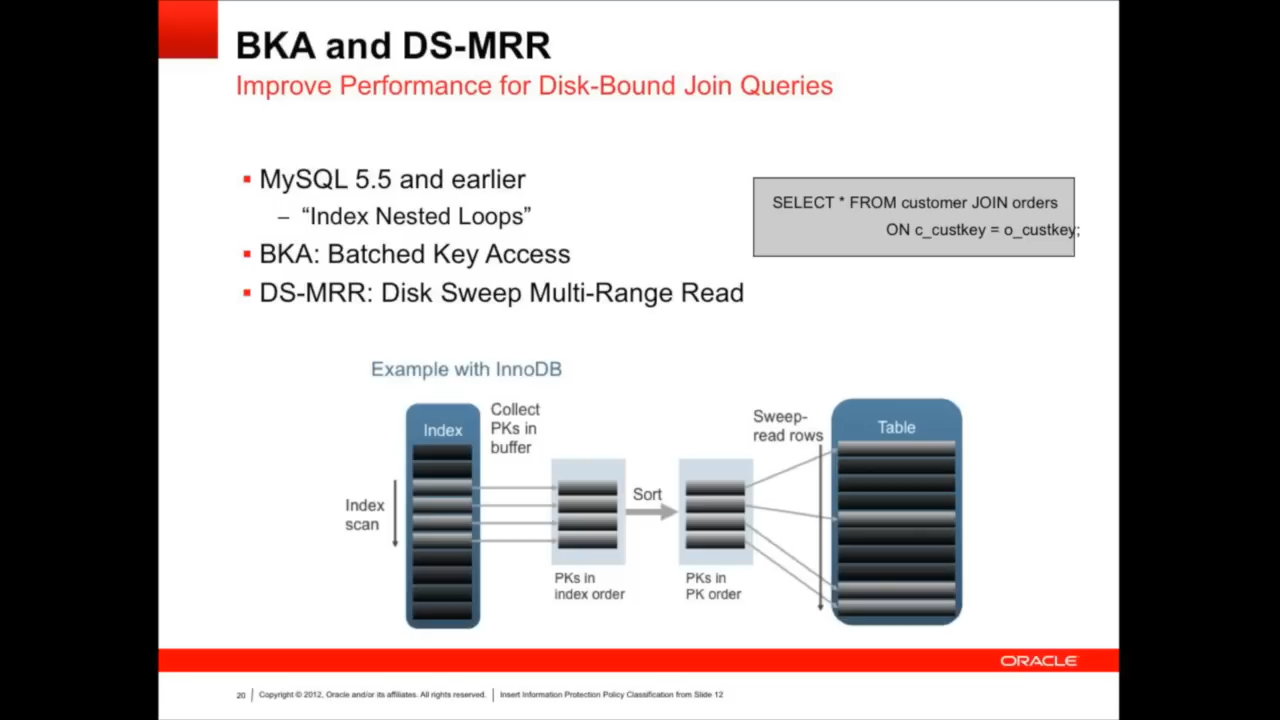 BKA and DS-MRR
Improve Performance for Disk-Bound Join Queries
MySQL 5.5 and earlier
– “Index Nested Loops”
BKA: Batched Key Access
DS-MRR: Disk Sweep Multi-Range Read
SELECT * FROM customer JOIN orders
ON c_custkey = o_custkey;
Example with InnoDB
Index
Collect
PKs in
buffer
Index
scan
PKs in
index order
Sort
PKs in
PK order
Sweep-
read rows
Table
ORACLE
20 Copyright © 2012, Oracle and/or its affiliates. All rights reserved. Insert Information Protection Policy Classification from Slide 12